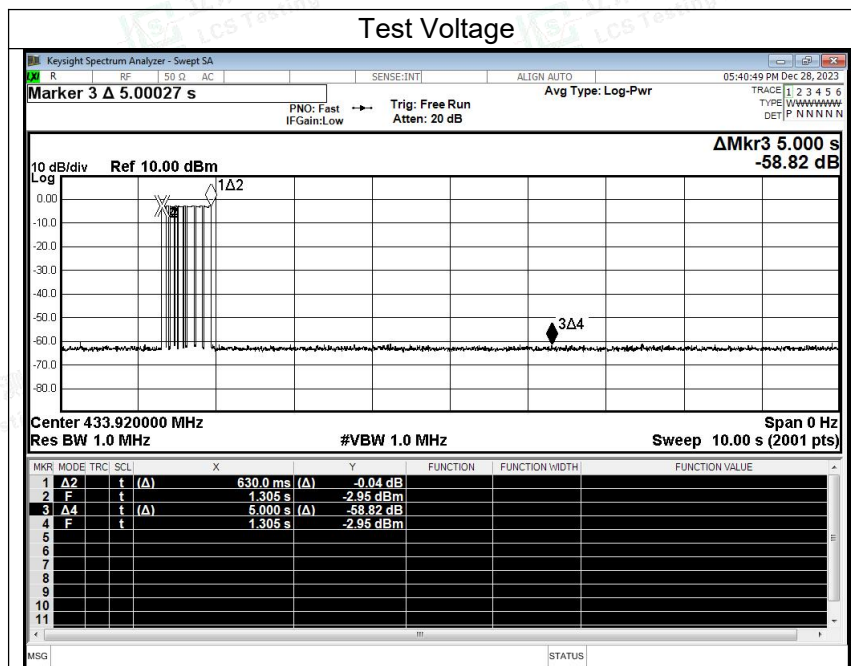 Test Voltage
Keysight Spectrum Analyzer - Swept SA
LXI R RF 50 Ω AC SENSE:INT ALIGN AUTO 05:40:49 PM Dec 28, 2023
Marker 3 Δ 5.00027 s
PNO: Fast
IFGain:Low
Trig: Free Run
Atten: 20 dB
Avg Type: Log-Pwr
TRACE 1 2 3 4 5 6
TYPE WWWWWW
DET P N N N N N
ΔMkr3 5.000 s
-58.82 dB
10 dB/div Ref 10.00 dBm
Log
1Δ2
0.00
-10.0
-20.0
-30.0
-40.0
-50.0
3Δ4
-60.0
-70.0
-80.0
Center 433.920000 MHz Span 0 Hz
Res BW 1.0 MHz #VBW 1.0 MHz Sweep 10.00 s (2001 pts)
MKR MODE TRC SCL X Y FUNCTION FUNCTION WIDTH FUNCTION VALUE
1 Δ2 t (Δ) 630.0 ms (Δ) -0.04 dB
2 F t 1.305 s -2.95 dBm
3 Δ4 t (Δ) 5.000 s (Δ) -58.82 dB
4 F t 1.305 s -2.95 dBm
5
6
7
8
9
10
11
MSG STATUS
LCS Testing
LCS Testing